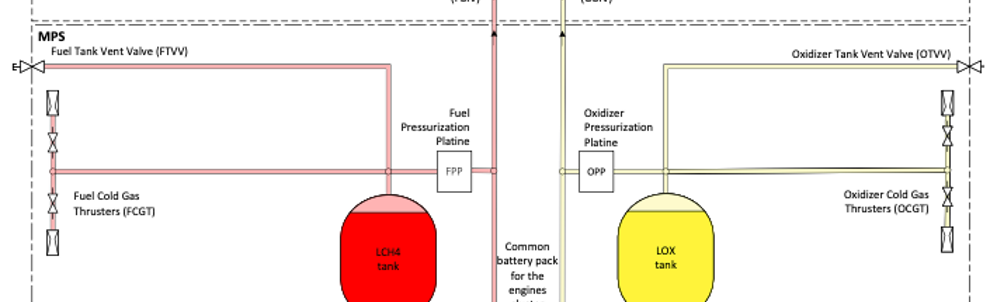 MPS
Fuel Tank Vent Valve (FTVV)
Oxidizer Tank Vent Valve (OTVV)
Fuel
Pressurization
Platine
Oxidizer
Pressurization
Platine
FPP
OPP
Fuel Cold Gas
Thrusters (FCGT)
Oxidizer Cold Gas
Thrusters (OCGT)
LCH4
tank
LOX
tank
Common
battery pack
for the
engines